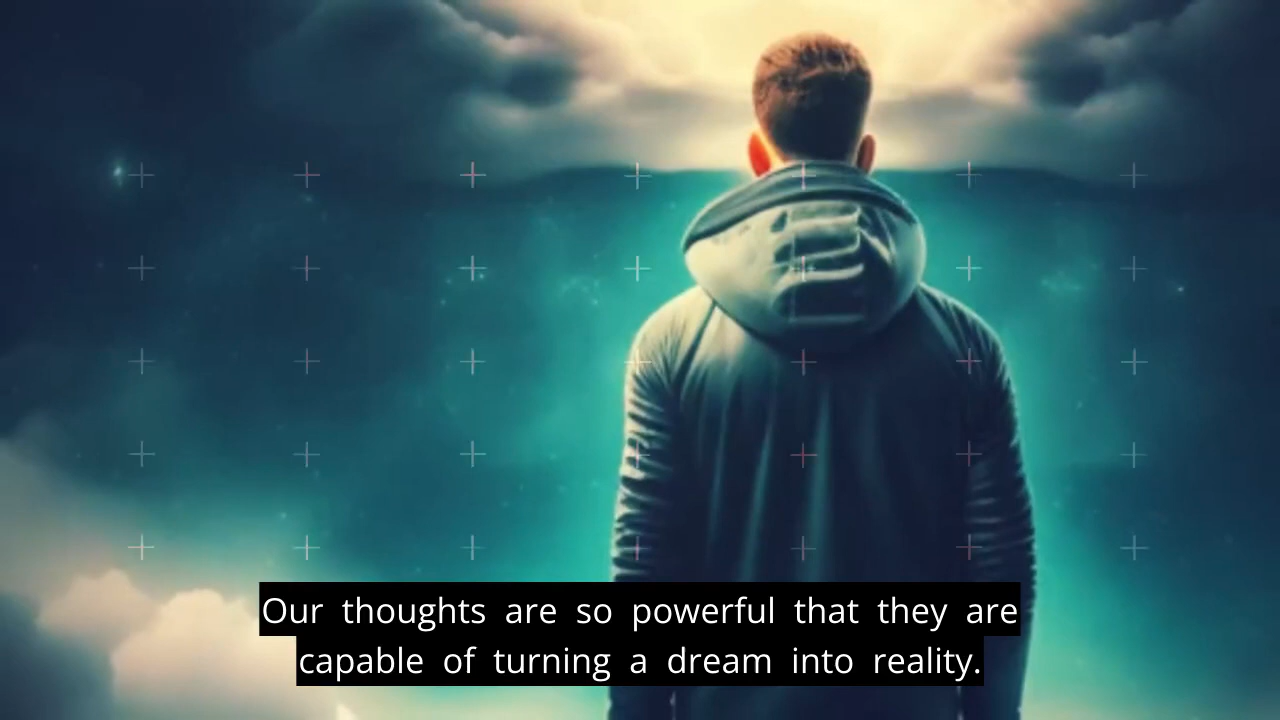 Our thoughts are so powerful that they are
capable of turning a dream into reality.